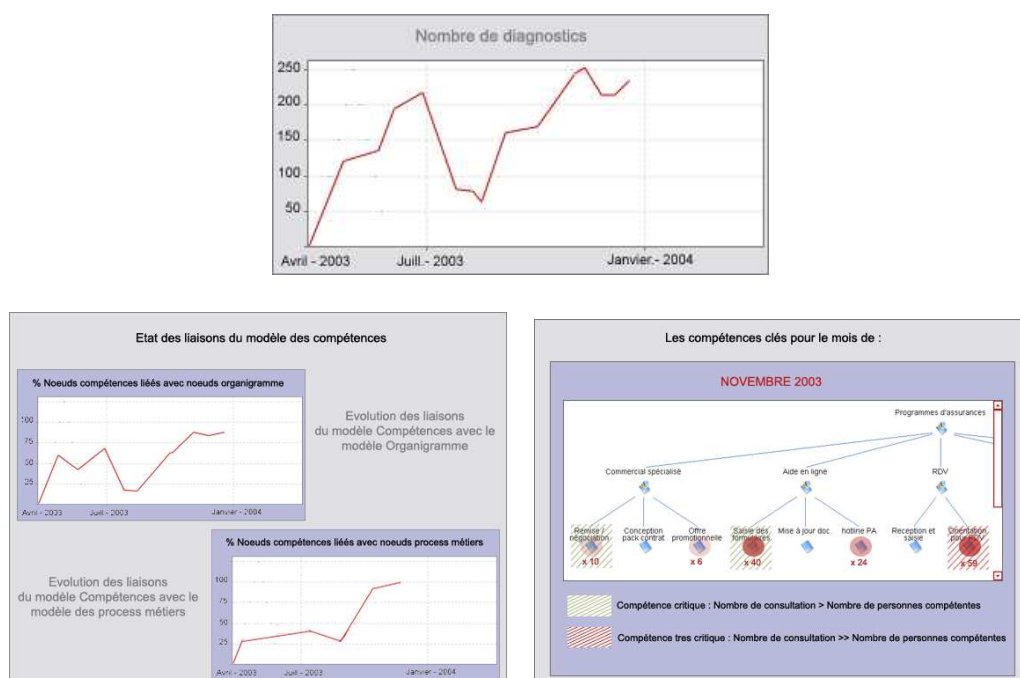 Nombre de diagnostics
250
200
150
100
50
Avril - 2003 Juill.- 2003 Janvier.- 2004
Etat des liaisons du modèle des compétences
% Noeuds compétences liéés avec noeuds organigramme
100
75
50
25
Avril - 2003 Juill - 2003 Janvier - 2004
Evolution des liaisons
du modèle Compétences avec le
modèle Organigramme
% Noeuds compétences liéés avec noeuds process métiers
100
75
50
25
Avril - 2003 Juill - 2003 Janvier - 2004
Evolution des liaisons
du modèle Compétences avec le
modèle des process métiers
Les compétences clés pour le mois de :
NOVEMBRE 2003
Programmes d'assurances
Commercial spécialisé Aide en ligne RDV
Remise / négociation
Conception pack contrat
Offre promotionnelle
Saisie des formulaires
Mise à jour doc.
hotline PA
Reception et saisie
Orientation pour RDV
x 10 x 6 x 40 x 24 x 59
Compétence critique : Nombre de consultation > Nombre de personnes compétentes
Compétence tres critique : Nombre de consultation >> Nombre de personnes compétentes